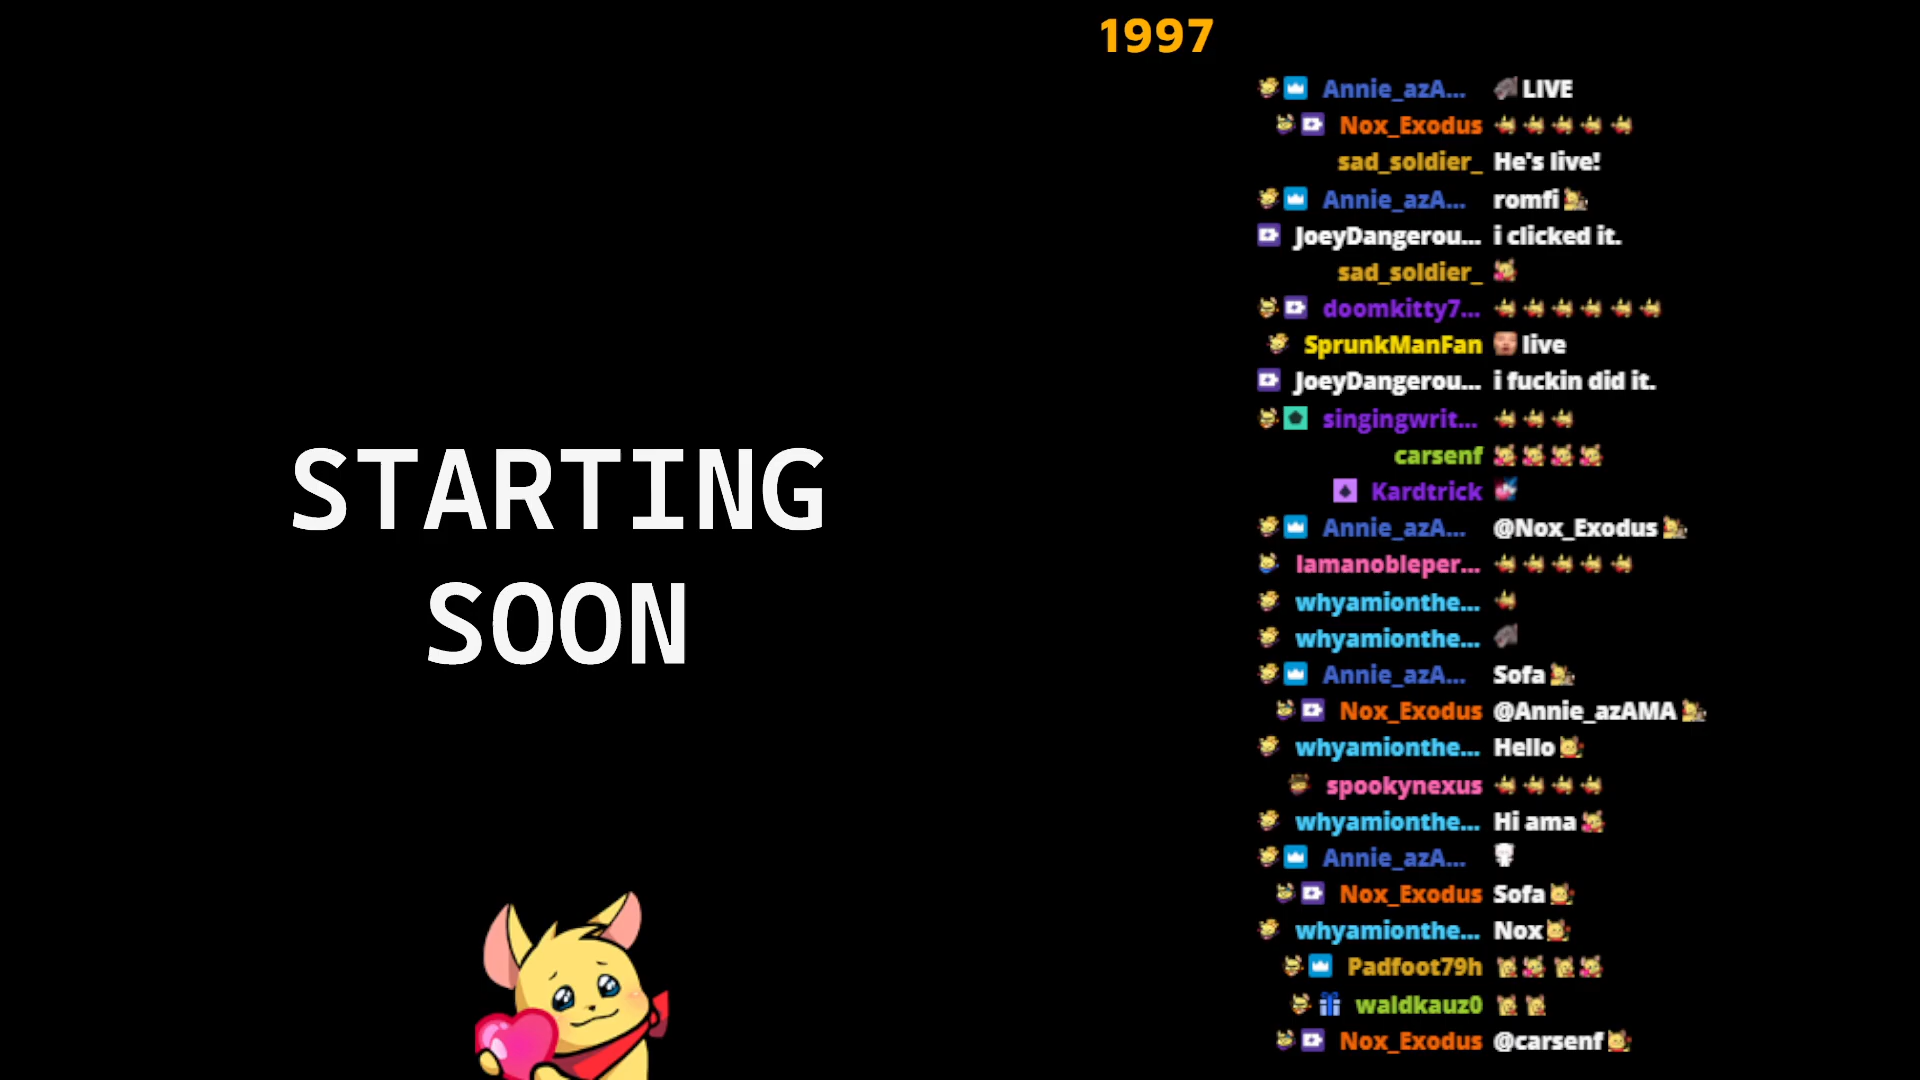 1997
Annie_azA... LIVE
Nox_Exodus
sad_soldier_ He's live!
Annie_azA... romfi
JoeyDangerou... i clicked it.
sad_soldier_
doomkitty7...
SprunkManFan live
JoeyDangerou... i fuckin did it.
singingwrit...
carsenf
Kardtrick
Annie_azA... @Nox_Exodus
Iamanobleper...
whyamionthe...
whyamionthe...
Annie_azA... Sofa
Nox_Exodus @Annie_azAMA
whyamionthe... Hello
spookynexus
whyamionthe... Hi ama
Annie_azA...
Nox_Exodus Sofa
whyamionthe... Nox
Padfoot79h
waldkauz0
Nox_Exodus @carsenf
STARTING
SOON